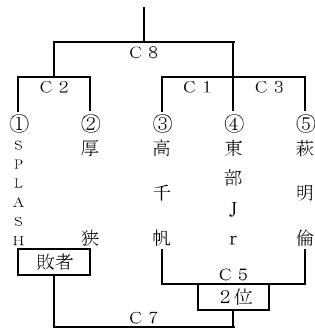 C8
C2 C1 C3
① ② ③ ④ ⑤
SPLASH
厚狭
高千帆
東部Jr
萩明倫
敗者
C5
2位
C7